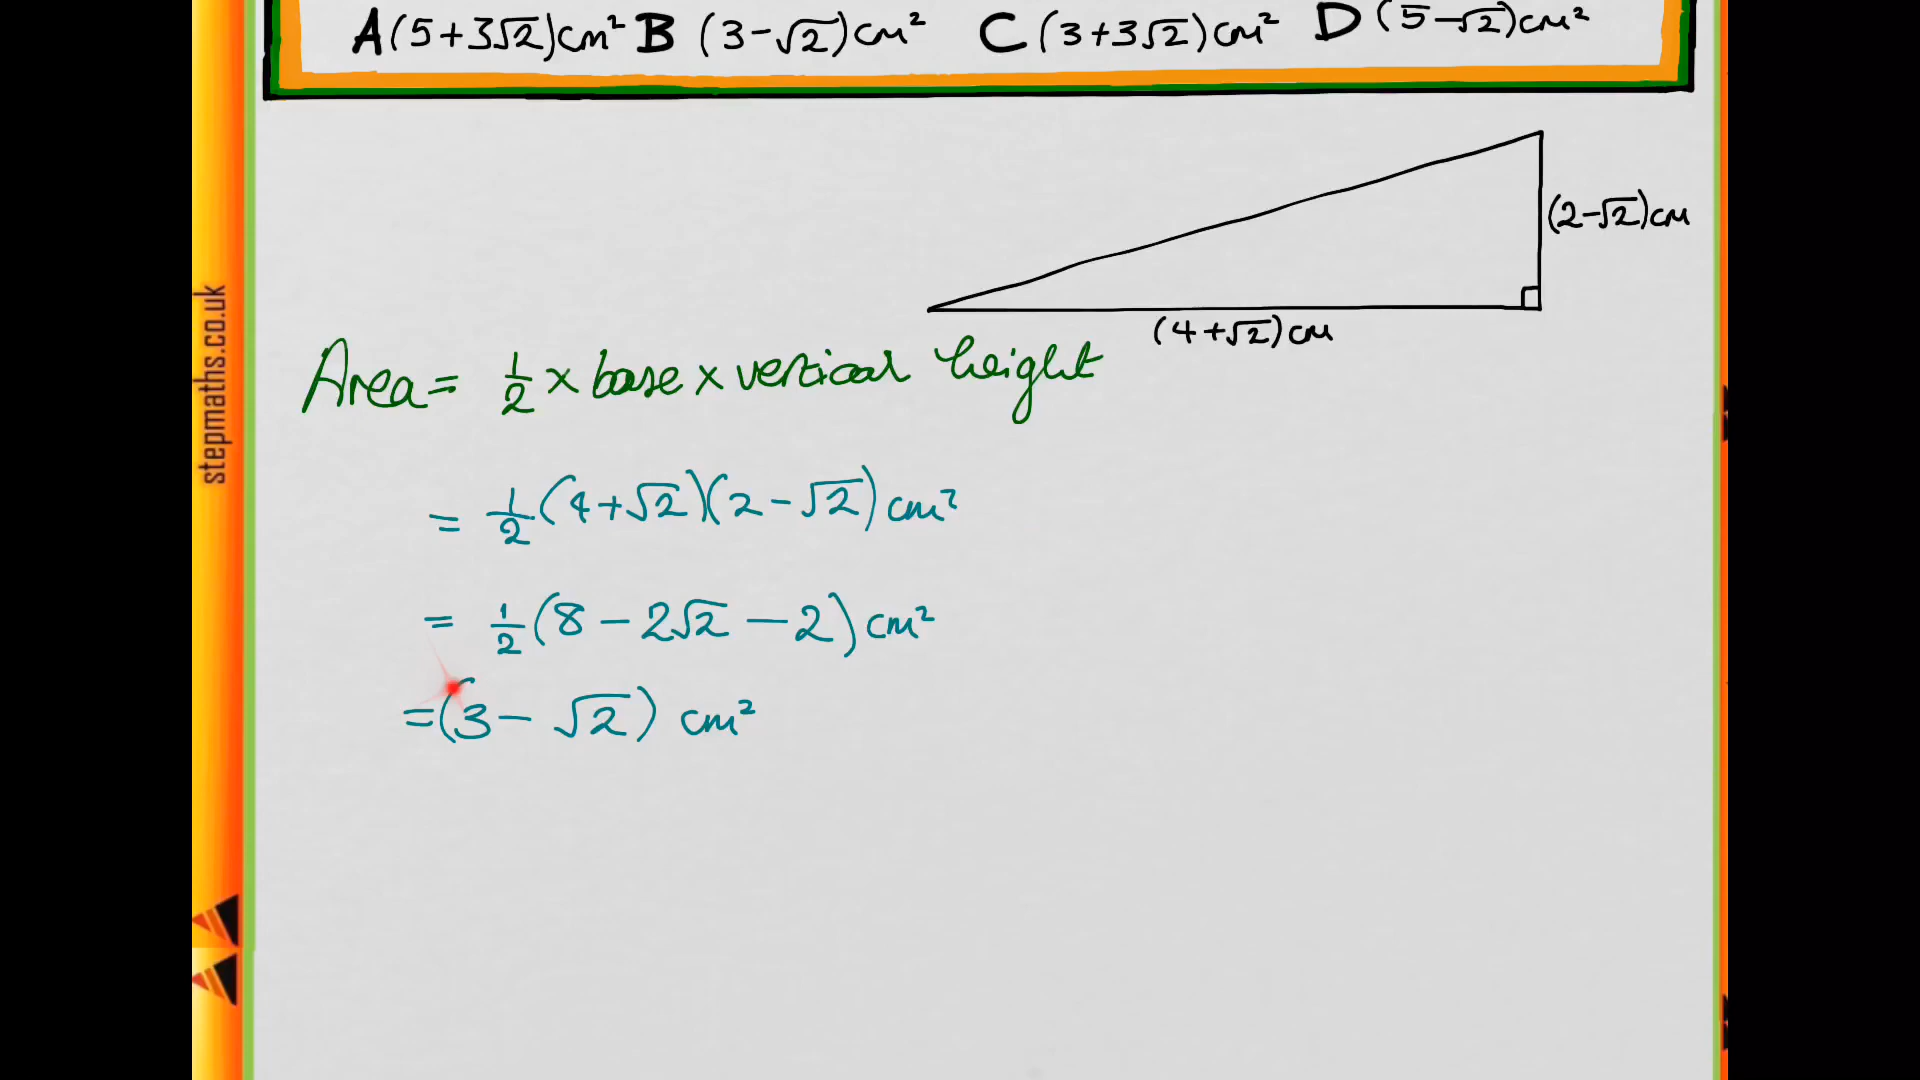 A (5+3√2)cm² B (3-√2)cm² C (3+3√2)cm² D (5-√2)cm²
(2-√2)cm
(4+√2)cm
Area = 1/2 × base × vertical height
= 1/2 (4+√2)(2-√2) cm²
= 1/2 (8 - 2√2 - 2) cm²
= (3 - √2) cm²
stepmaths.co.uk